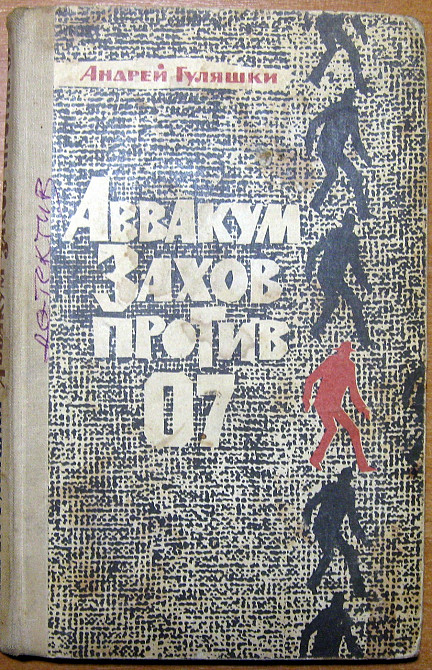 Андрей Гуляшки
Аввакум
Захов
против
07
детектив